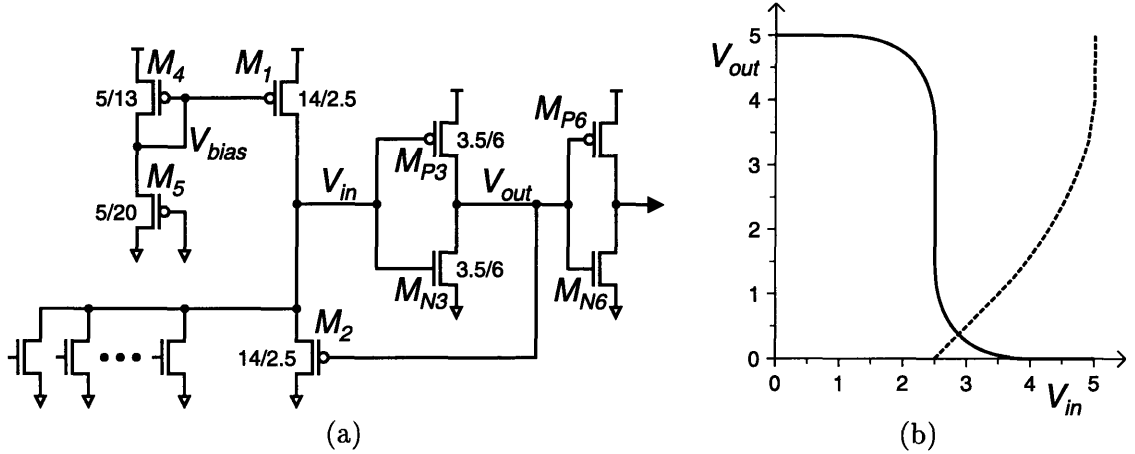 M4 M1
5/13 14/2.5
Vbias
M5
5/20
Vin
MP3 3.5/6
Vout
MN3 3.5/6
MP6
MN6
M2
14/2.5
(a)
Vout
5
4
3
2
1
0
0 1 2 3 4 5
Vin
(b)